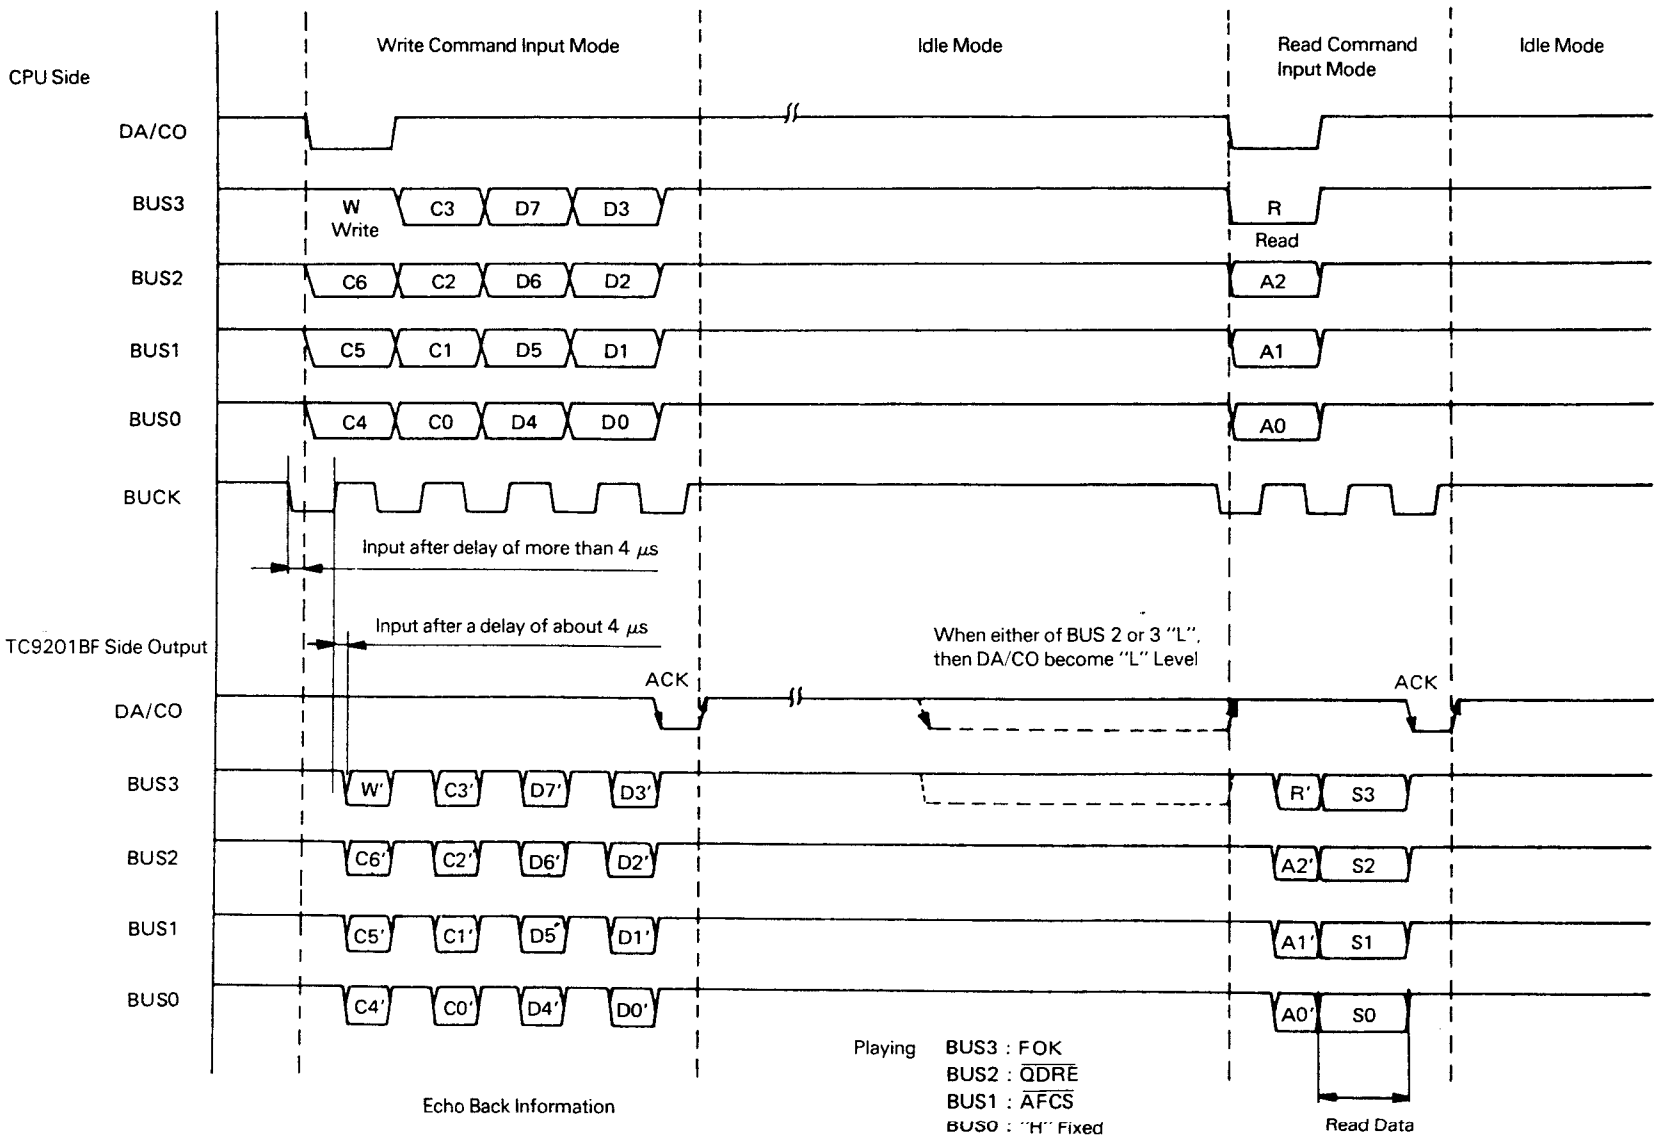 Write Command Input Mode
Idle Mode
Read Command
Input Mode
Idle Mode
CPU Side
DA/CO
BUS3
W
Write
C3
D7
D3
R
Read
BUS2
C6
C2
D6
D2
A2
BUS1
C5
C1
D5
D1
A1
BUS0
C4
C0
D4
D0
A0
BUCK
Input after delay of more than 4 μs
Input after a delay of about 4 μs
TC9201BF Side Output
When either of BUS 2 or 3 "L",
then DA/CO become "L" Level
ACK
ACK
DA/CO
BUS3
W'
C3'
D7'
D3'
R'
S3
BUS2
C6'
C2'
D6'
D2'
A2'
S2
BUS1
C5'
C1'
D5'
D1'
A1'
S1
BUS0
C4'
C0'
D4'
D0'
A0'
S0
Playing BUS3 : FOK
BUS2 : Q̅D̅R̅E̅
BUS1 : A̅F̅C̅S̅
BUS0 : "H" Fixed
Echo Back Information
Read Data